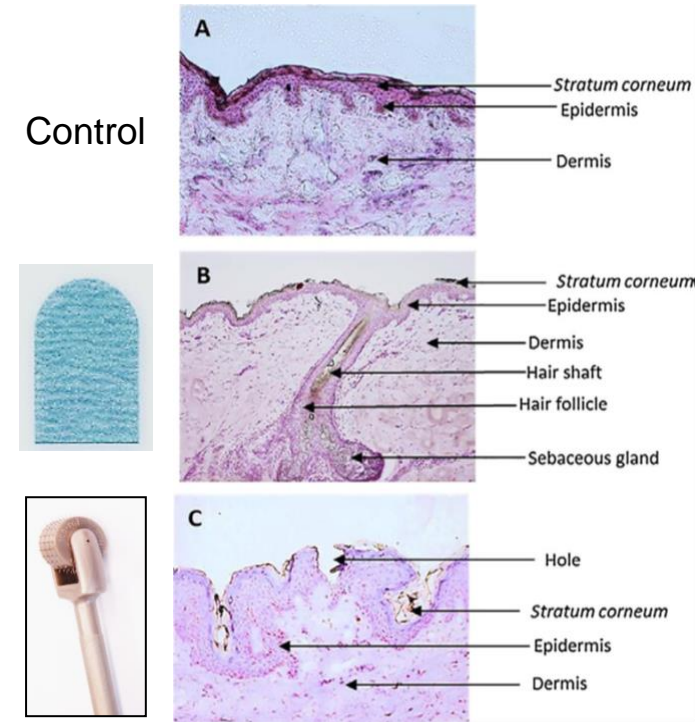 A
Stratum corneum
Epidermis
Control
Dermis
B
Stratum corneum
Epidermis
Dermis
Hair shaft
Hair follicle
Sebaceous gland
C
Hole
Stratum corneum
Epidermis
Dermis